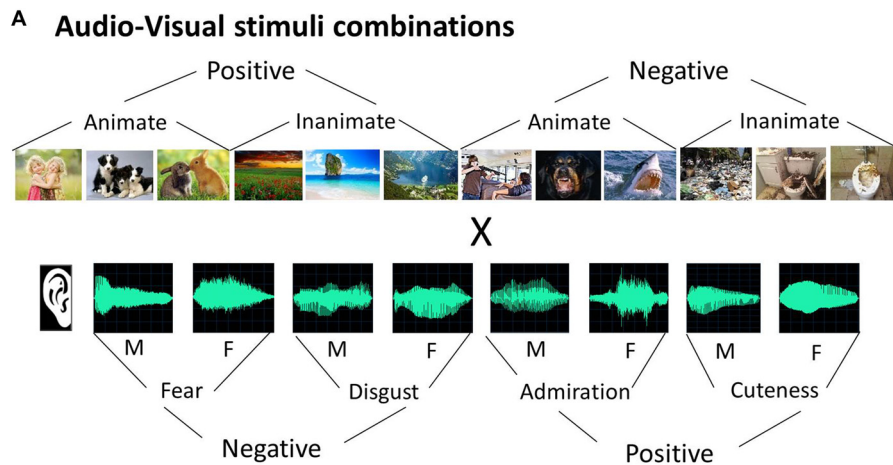 A Audio-Visual stimuli combinations
Positive Negative
Animate Inanimate Animate Inanimate
X
M F M F M F M F
Fear Disgust Admiration Cuteness
Negative Positive